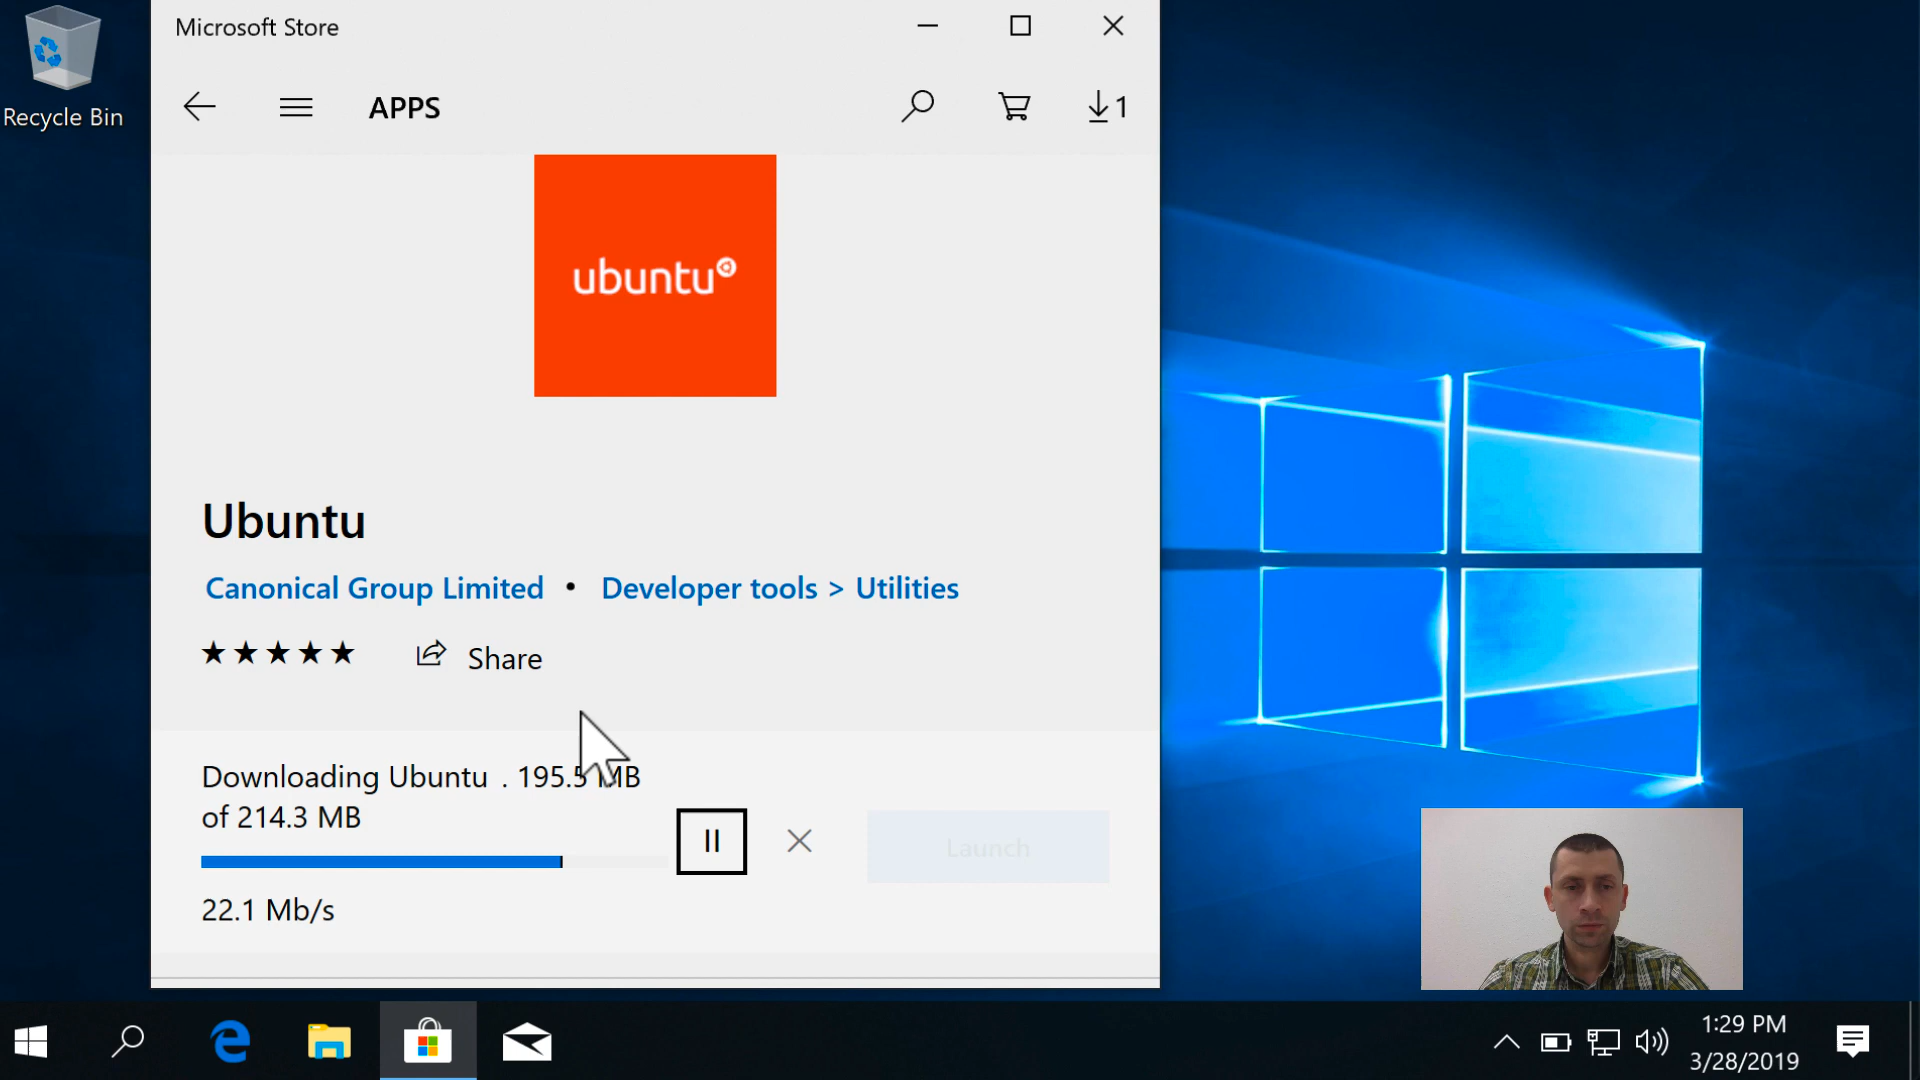 Microsoft Store
Recycle Bin
APPS
1
ubuntu
Ubuntu
Canonical Group Limited • Developer tools > Utilities
Share
Downloading Ubuntu . 195.5 MB
of 214.3 MB
Launch
22.1 Mb/s
1:29 PM
3/28/2019